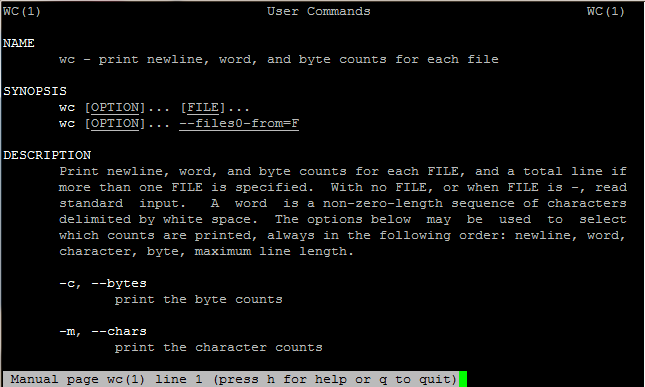 WC(1) User Commands WC(1)
NAME
wc - print newline, word, and byte counts for each file
SYNOPSIS
wc [OPTION]... [FILE]...
wc [OPTION]... --files0-from=F
DESCRIPTION
Print newline, word, and byte counts for each FILE, and a total line if
more than one FILE is specified. With no FILE, or when FILE is -, read
standard input. A word is a non-zero-length sequence of characters
delimited by white space. The options below may be used to select
which counts are printed, always in the following order: newline, word,
character, byte, maximum line length.
-c, --bytes
print the byte counts
-m, --chars
print the character counts
Manual page wc(1) line 1 (press h for help or q to quit)